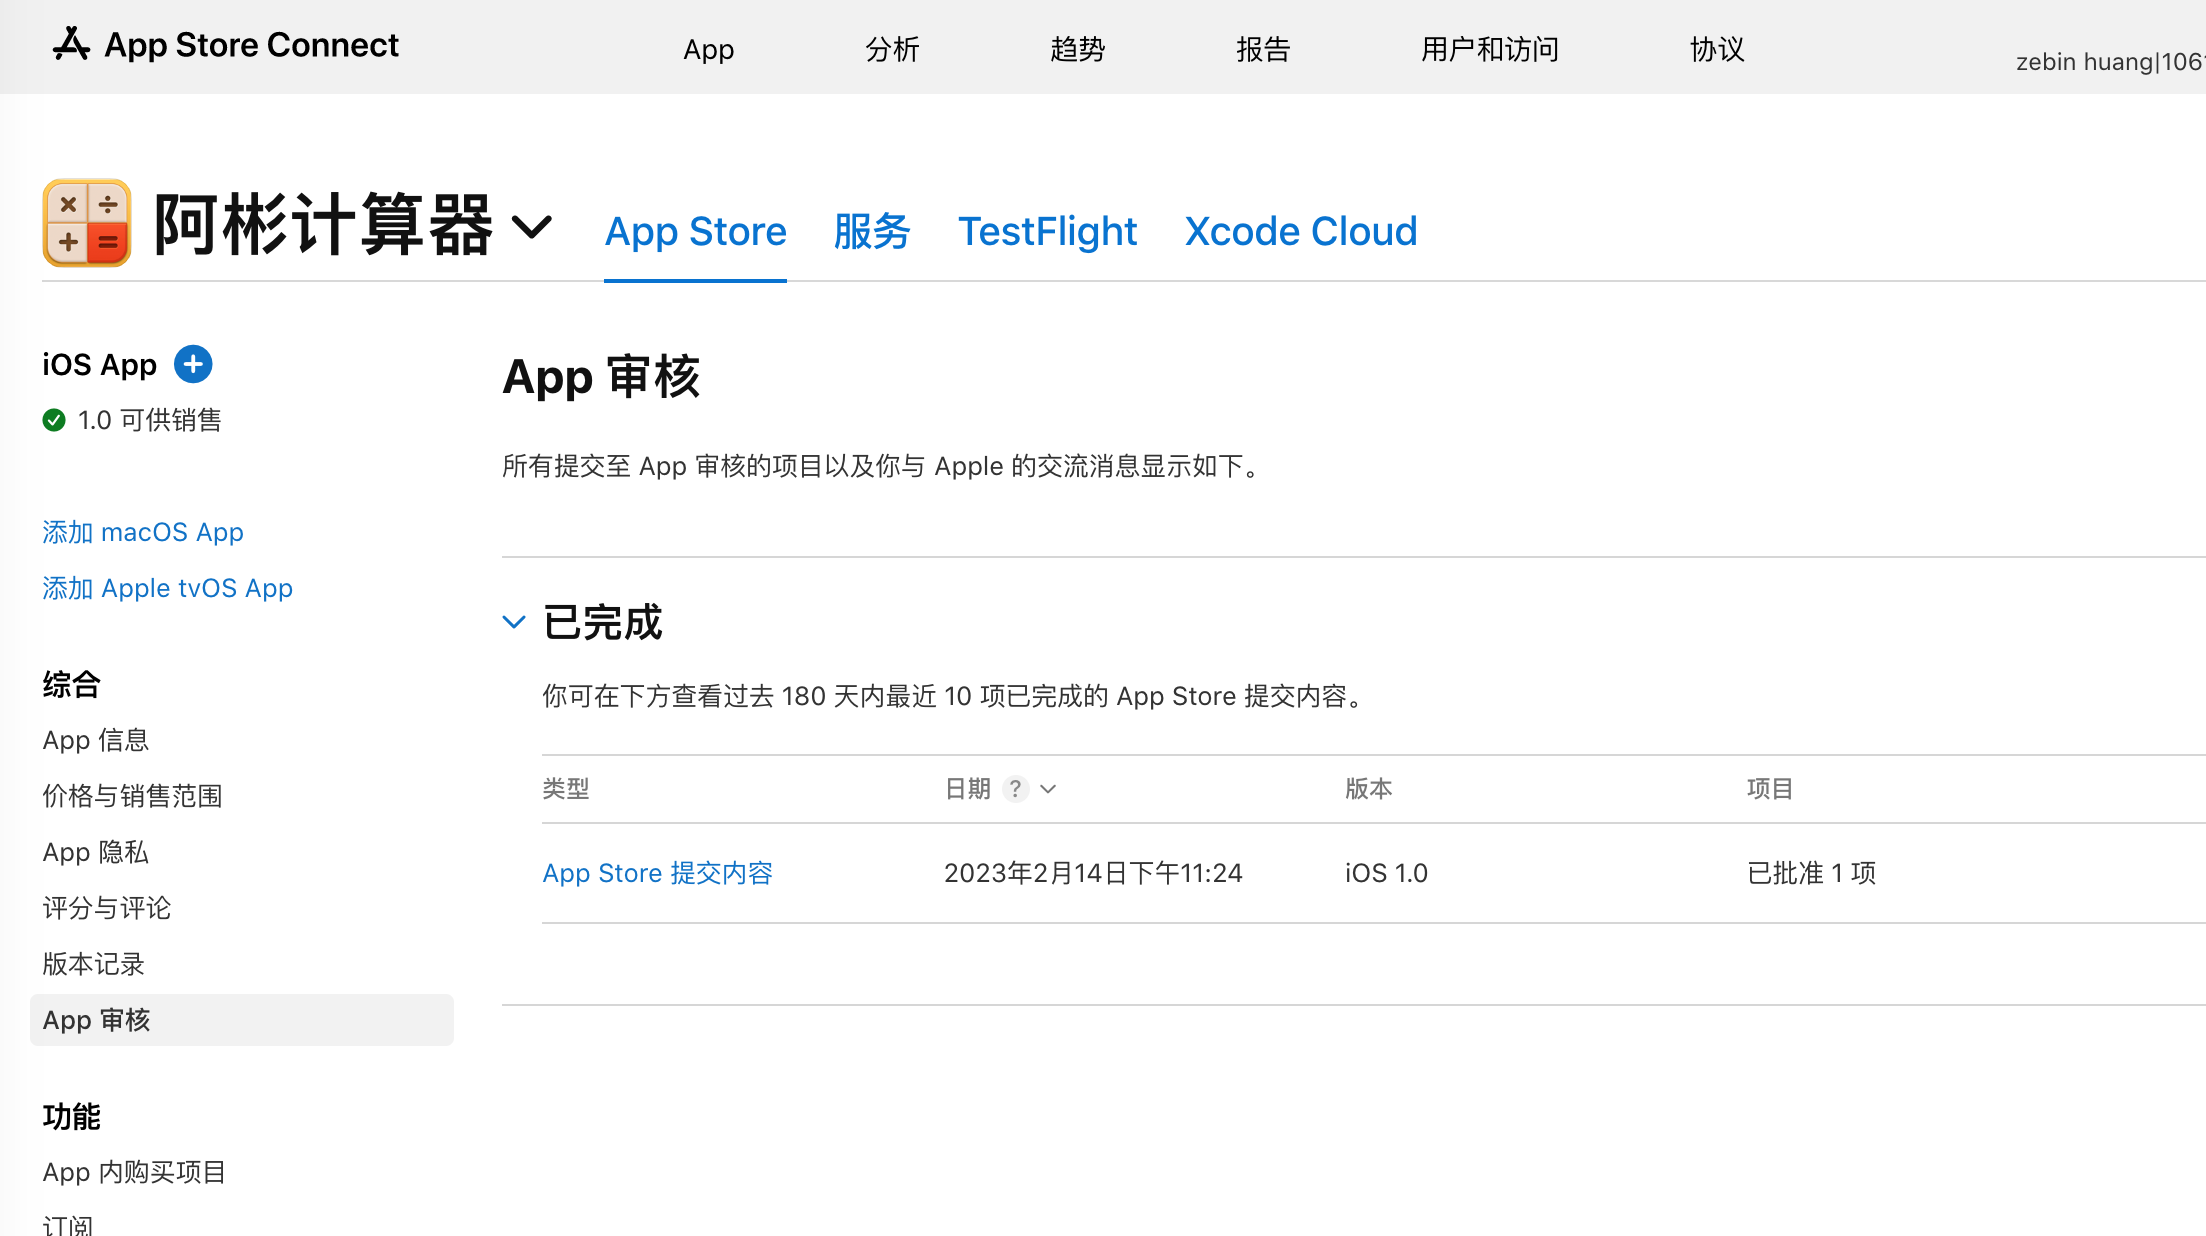 App Store Connect
App 分析 趋势 报告 用户和访问 协议
zebin huang|106
阿彬计算器
App Store 服务 TestFlight Xcode Cloud
iOS App
1.0 可供销售
添加 macOS App
添加 Apple tvOS App
综合
App 信息
价格与销售范围
App 隐私
评分与评论
版本记录
App 审核
功能
App 内购买项目
订阅
App 审核
所有提交至 App 审核的项目以及你与 Apple 的交流消息显示如下。
已完成
你可在下方查看过去 180 天内最近 10 项已完成的 App Store 提交内容。
类型 日期 ? 版本 项目
App Store 提交内容 2023年2月14日下午11:24 iOS 1.0 已批准 1 项